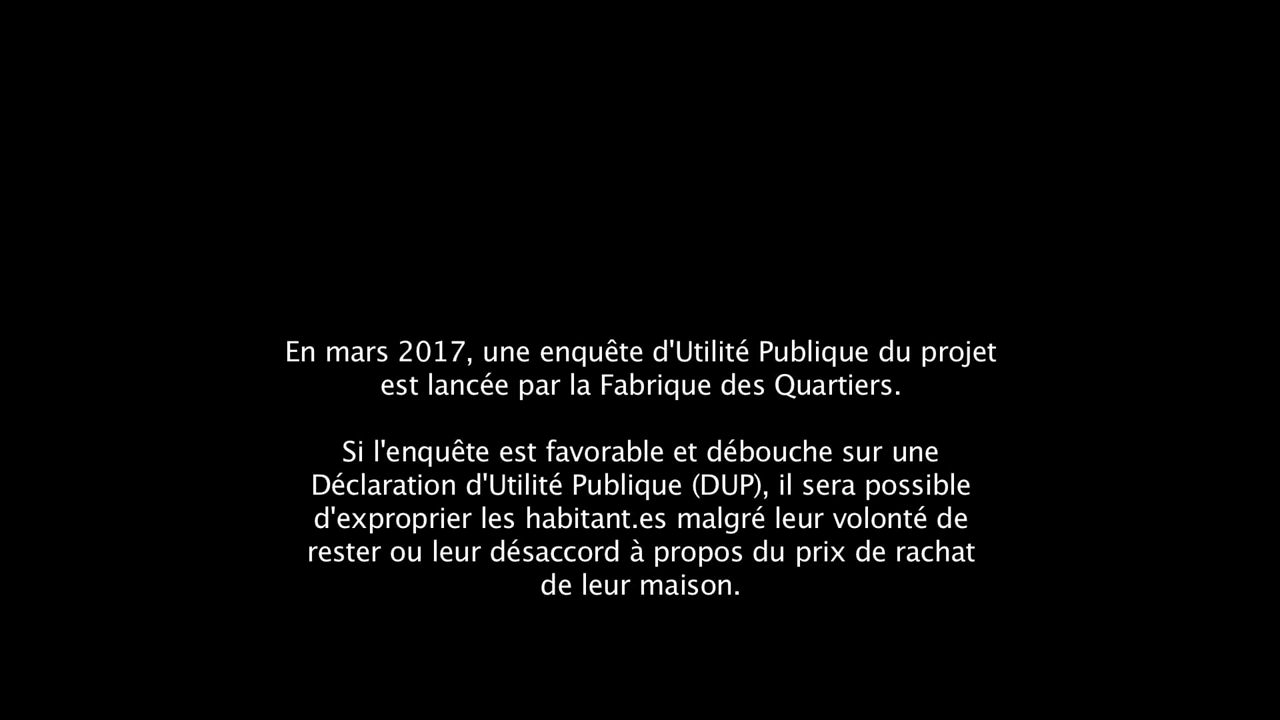 En mars 2017, une enquête d'Utilité Publique du projet
est lancée par la Fabrique des Quartiers.
Si l'enquête est favorable et débouche sur une
Déclaration d'Utilité Publique (DUP), il sera possible
d'exproprier les habitant.es malgré leur volonté de
rester ou leur désaccord à propos du prix de rachat
de leur maison.